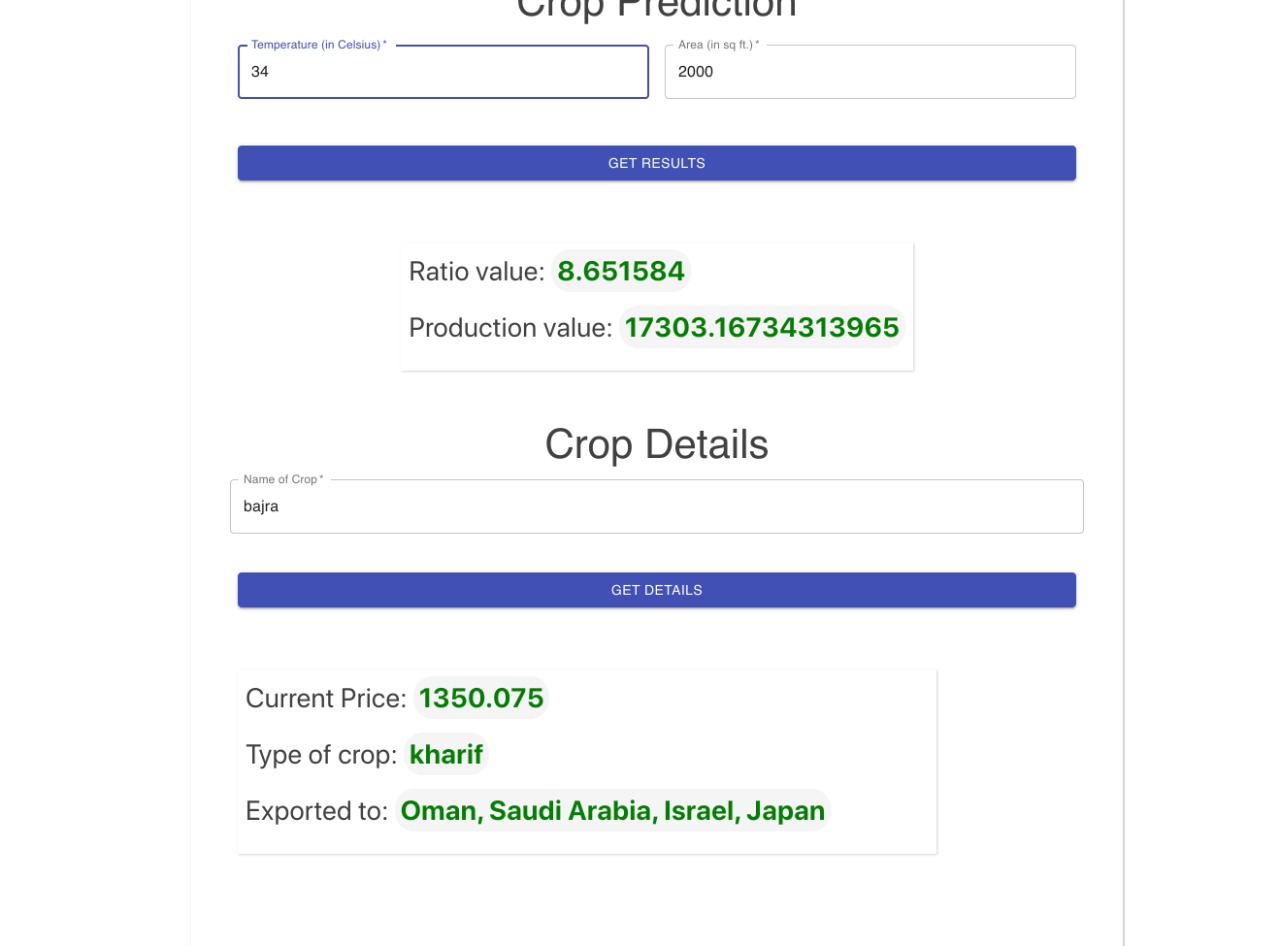 Crop Prediction
Temperature (in Celsius) * Area (in sq ft.) *
34 2000
GET RESULTS
Ratio value: 8.651584
Production value: 17303.16734313965
Crop Details
Name of Crop *
bajra
GET DETAILS
Current Price: 1350.075
Type of crop: kharif
Exported to: Oman, Saudi Arabia, Israel, Japan